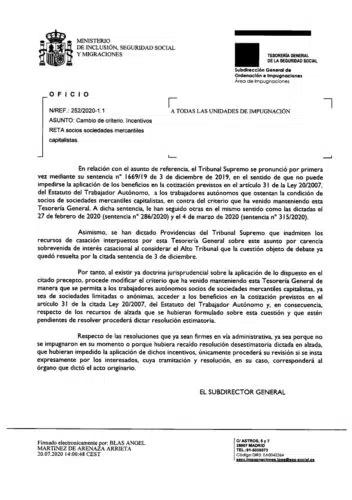 MINISTERIO
DE INCLUSIÓN, SEGURIDAD SOCIAL
Y MIGRACIONES
TESORERÍA GENERAL
DE LA SEGURIDAD SOCIAL
Subdirección General de
Ordenación e Impugnaciones
Área de Impugnaciones
O F I C I O
N/REF.: 252/2020-1.1
ASUNTO: Cambio de criterio. Incentivos
RETA socios sociedades mercantiles
capitalistas.
A TODAS LAS UNIDADES DE IMPUGNACIÓN
En relación con el asunto de referencia, el Tribunal Supremo se pronunció por primera
vez mediante su sentencia nº 1669/19 de 3 de diciembre de 2019, en el sentido de que no puede
impedirse la aplicación de los beneficios en la cotización previstos en el artículo 31 de la Ley 20/2007,
del Estatuto del Trabajador Autónomo, a los trabajadores autónomos que ostentan la condición de
socios de sociedades mercantiles capitalistas, en contra del criterio que ha venido manteniendo esta
Tesorería General. A dicha sentencia, le han seguido otras en el mismo sentido como las dictadas el
27 de febrero de 2020 (sentencia nº 286/2020) y el 4 de marzo de 2020 (sentencia nº 315/2020).
Asimismo, se han dictado Providencias del Tribunal Supremo que inadmiten los
recursos de casación interpuestos por esta Tesorería General sobre este asunto por carencia
sobrevenida de interés casacional al considerar el Alto Tribunal que la cuestión objeto de debate ya
quedó resuelta por la citada sentencia de 3 de diciembre.
Por tanto, al existir ya doctrina jurisprudencial sobre la aplicación de lo dispuesto en el
citado precepto, procede modificar el criterio que ha venido manteniendo esta Tesorería General de
manera que se permita a los trabajadores autónomos socios de sociedades mercantiles capitalistas, ya
sea de sociedades limitadas o anónimas, acceder a los beneficios en la cotización previstos en el
artículo 31 de la citada Ley 20/2007, del Estatuto del Trabajador Autónomo y, en consecuencia,
respecto de los recursos de alzada que se hubieran formulado sobre esta cuestión y que estén
pendientes de resolver procederá dictar resolución estimatoria.
Respecto de las resoluciones que ya sean firmes en vía administrativa, ya sea porque no
se impugnaron en su momento o porque hubiera recaído resolución desestimatoria dictada en alzada,
que hubieran impedido la aplicación de dichos incentivos, únicamente procederá su revisión si se insta
expresamente por los interesados, cuya tramitación y resolución, en su caso, corresponderá al
órgano que dictó el acto originario.
EL SUBDIRECTOR GENERAL
Firmado electronicamente por: BLAS ANGEL
MARTINEZ DE ARENAZA ARRIETA
20.07.2020 14:00:48 CEST
C/ ASTROS, 5 y 7
28007 MADRID